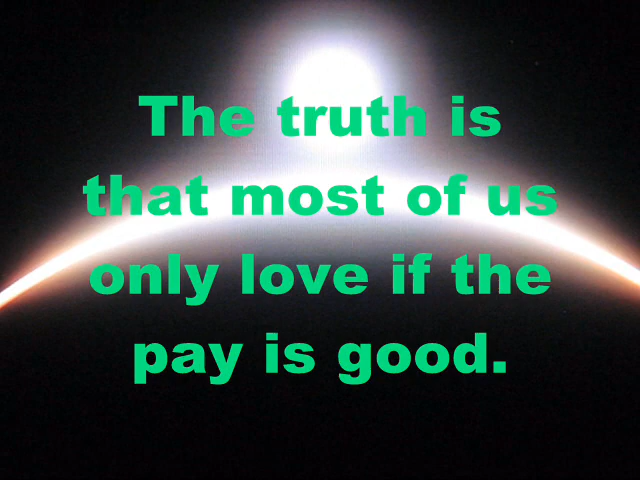 The truth is
that most of us
only love if the
pay is good.